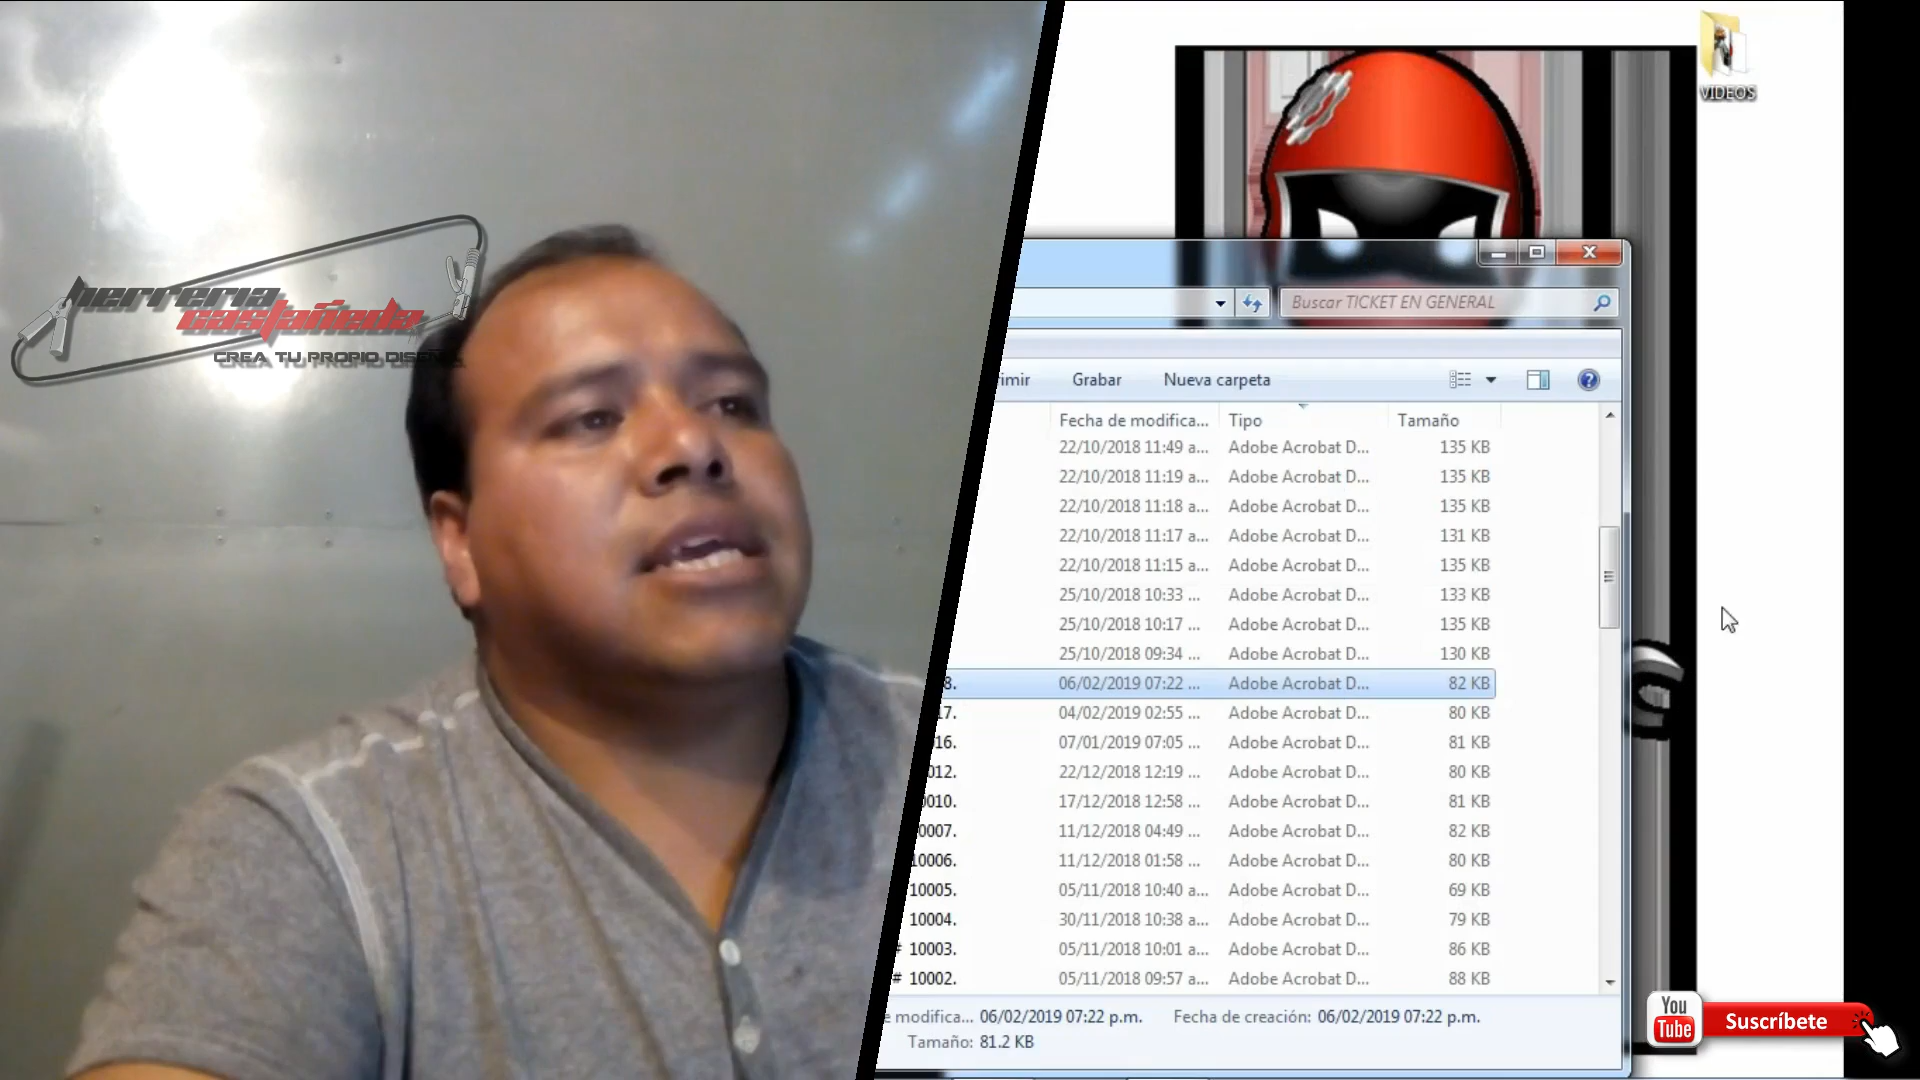 VIDEOS
herreria
castañeda
CREA TU PROPIO
Buscar TICKET EN GENERAL
Grabar Nueva carpeta
Fecha de modifica... Tipo Tamaño
22/10/2018 11:49 a... Adobe Acrobat D... 135 KB
22/10/2018 11:19 a... Adobe Acrobat D... 135 KB
22/10/2018 11:18 a... Adobe Acrobat D... 135 KB
22/10/2018 11:17 a... Adobe Acrobat D... 131 KB
22/10/2018 11:15 a... Adobe Acrobat D... 135 KB
25/10/2018 10:33 ... Adobe Acrobat D... 133 KB
25/10/2018 10:17 ... Adobe Acrobat D... 135 KB
25/10/2018 09:34 ... Adobe Acrobat D... 130 KB
8. 06/02/2019 07:22 ... Adobe Acrobat D... 82 KB
17. 04/02/2019 02:55 ... Adobe Acrobat D... 80 KB
16. 07/01/2019 07:05 ... Adobe Acrobat D... 81 KB
012. 22/12/2018 12:19 ... Adobe Acrobat D... 80 KB
0010. 17/12/2018 12:58 ... Adobe Acrobat D... 81 KB
0007. 11/12/2018 04:49 ... Adobe Acrobat D... 82 KB
10006. 11/12/2018 01:58 ... Adobe Acrobat D... 80 KB
10005. 05/11/2018 10:40 a... Adobe Acrobat D... 69 KB
10004. 30/11/2018 10:38 a... Adobe Acrobat D... 79 KB
# 10003. 05/11/2018 10:01 a... Adobe Acrobat D... 86 KB
# 10002. 05/11/2018 09:57 a... Adobe Acrobat D... 88 KB
e modifica... 06/02/2019 07:22 p.m. Fecha de creación: 06/02/2019 07:22 p.m.
Tamaño: 81.2 KB
You
Tube
Suscríbete